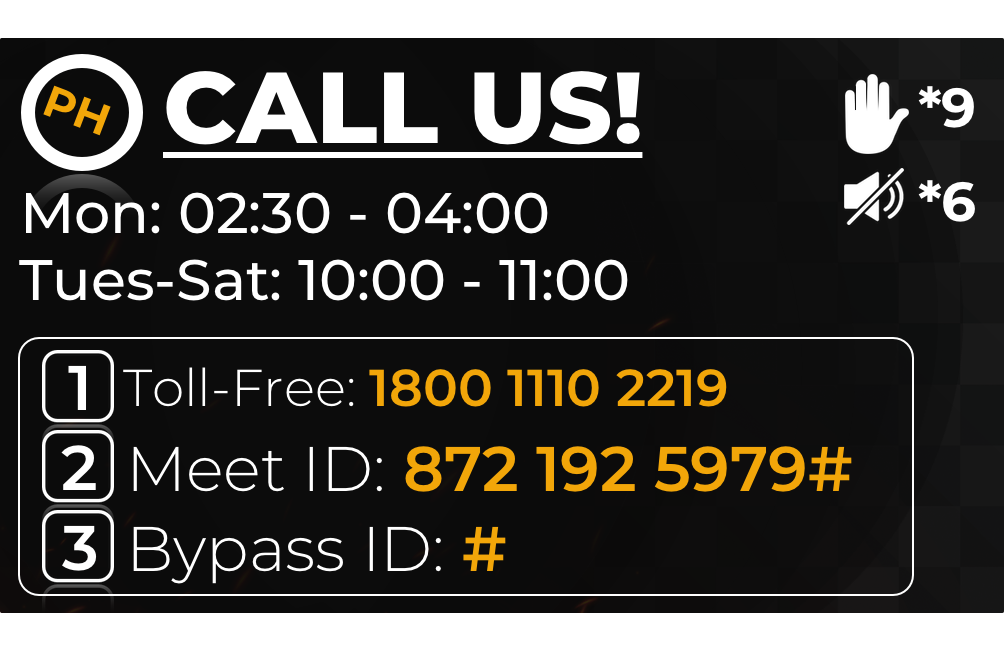 PH
CALL US!
*9
*6
Mon: 02:30 - 04:00
Tues-Sat: 10:00 - 11:00
1 Toll-Free: 1800 1110 2219
2 Meet ID: 872 192 5979#
3 Bypass ID: #